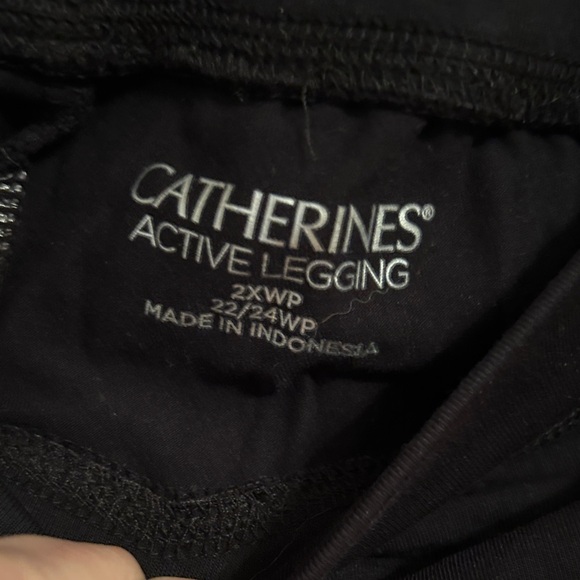 CATHERINES®
ACTIVE LEGGING
2XWP
22/24WP
MADE IN INDONESIA